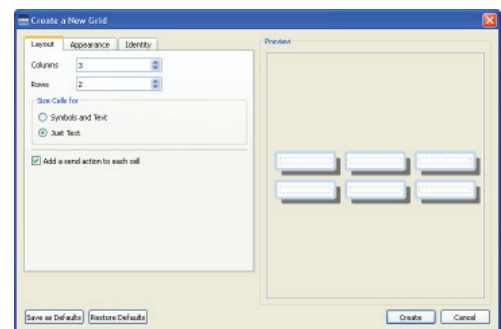 Create a New Grid
Layout Appearance Identity
Columns 3
Rows 2
Size Cells for
Symbols and Text
Just Text
Add a send action to each cell
Preview
Save as Defaults Restore Defaults
Create Cancel